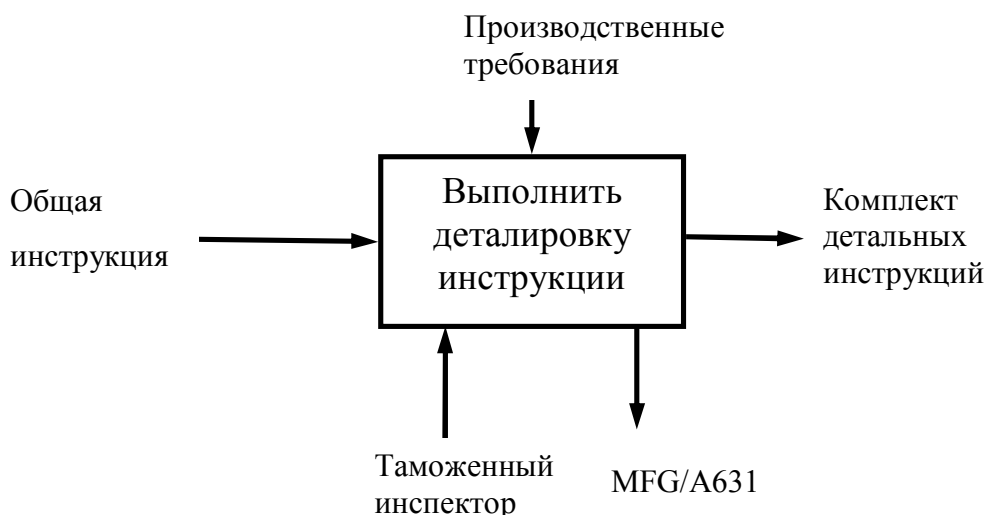 Производственные
требования
Общая
инструкция
Выполнить
деталировку
инструкции
Комплект
детальных
инструкций
Таможенный
инспектор
MFG/A631